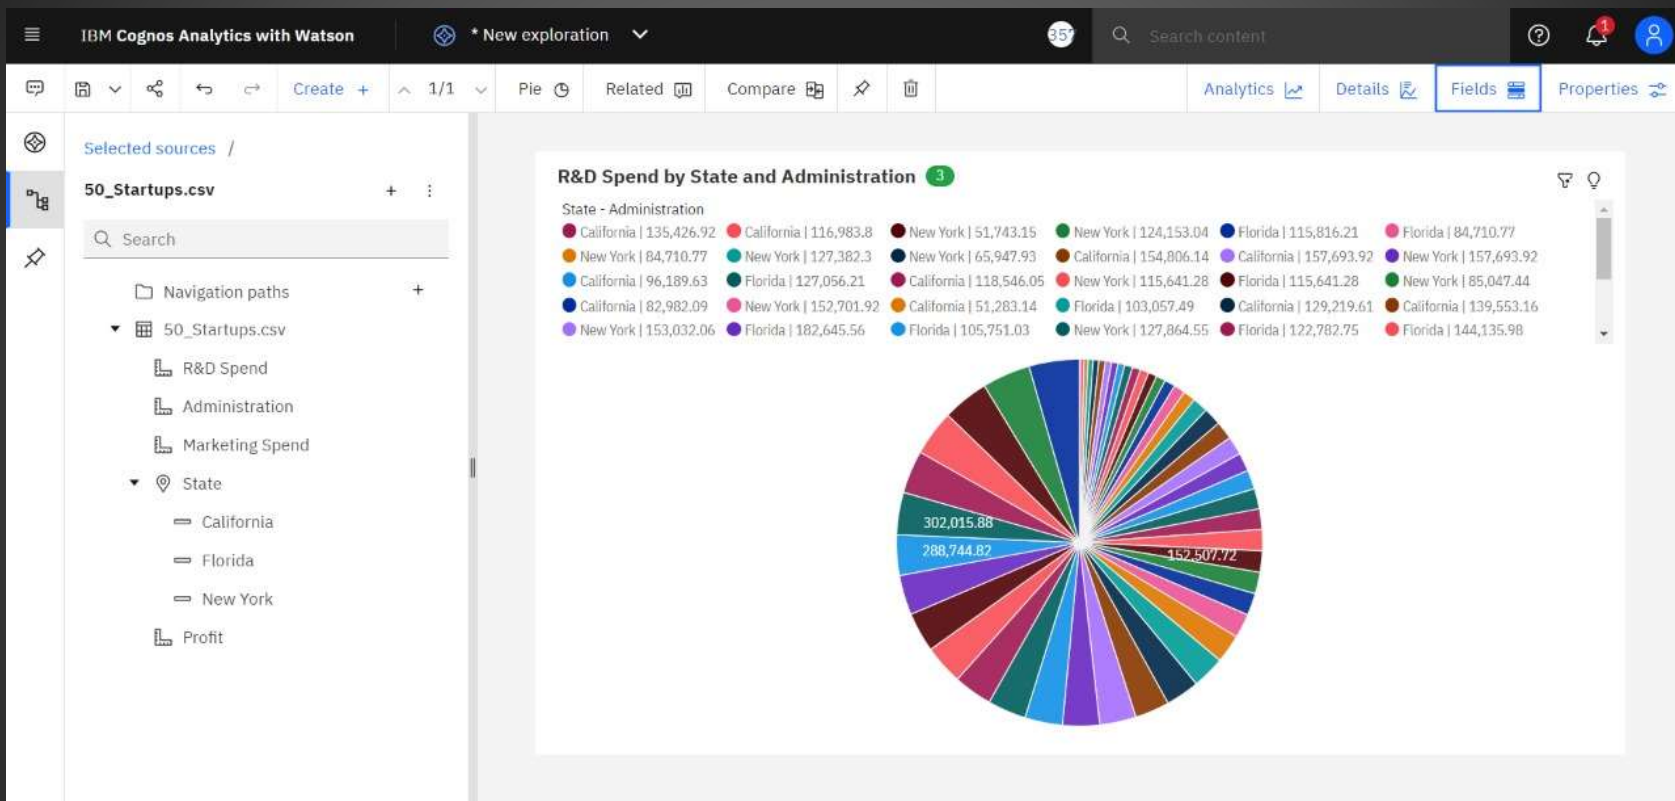 IBM Cognos Analytics with Watson
* New exploration
Search content
1
Create +
1/1
Pie
Related
Compare
Analytics
Details
Fields
Properties
Selected sources /
50_Startups.csv
Search
Navigation paths
50_Startups.csv
R&D Spend
Administration
Marketing Spend
State
California
Florida
New York
Profit
R&D Spend by State and Administration 3
State - Administration
California | 135,426.92 California | 116,983.8 New York | 51,743.15 New York | 124,153.04 Florida | 115,816.21 Florida | 84,710.77
New York | 84,710.77 New York | 127,382.3 New York | 65,947.93 California | 154,806.14 California | 157,693.92 New York | 157,693.92
California | 96,189.63 Florida | 127,056.21 California | 118,546.05 New York | 115,641.28 Florida | 115,641.28 New York | 85,047.44
California | 82,982.09 New York | 152,701.92 California | 51,283.14 Florida | 103,057.49 California | 129,219.61 California | 139,553.16
New York | 153,032.06 Florida | 182,645.56 Florida | 105,751.03 New York | 127,864.55 Florida | 122,782.75 Florida | 144,135.98
302,015.88
288,744.82
152,507.72